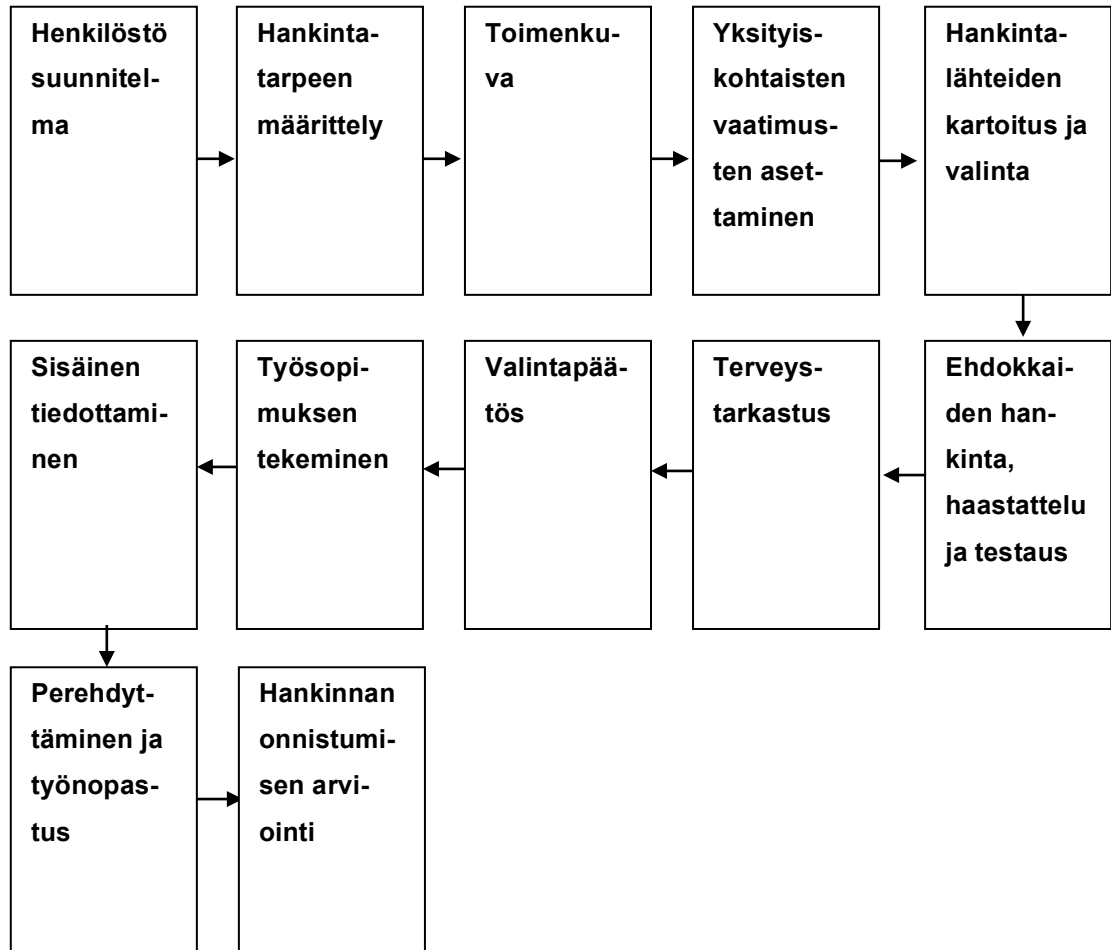 Henkilöstö
suunnitel-
ma
Hankinta-
tarpeen
määrittely
Toimenku-
va
Yksityis-
kohtaisten
vaatimus-
ten aset-
taminen
Hankinta-
lähteiden
kartoitus ja
valinta
Ehdokkai-
den han-
kinta,
haastattelu
ja testaus
Terveys-
tarkastus
Valintapää-
tös
Työsopi-
muksen
tekeminen
Sisäinen
tiedottami-
nen
Perehdyt-
täminen ja
työnopas-
tus
Hankinnan
onnistumi-
sen arvi-
ointi